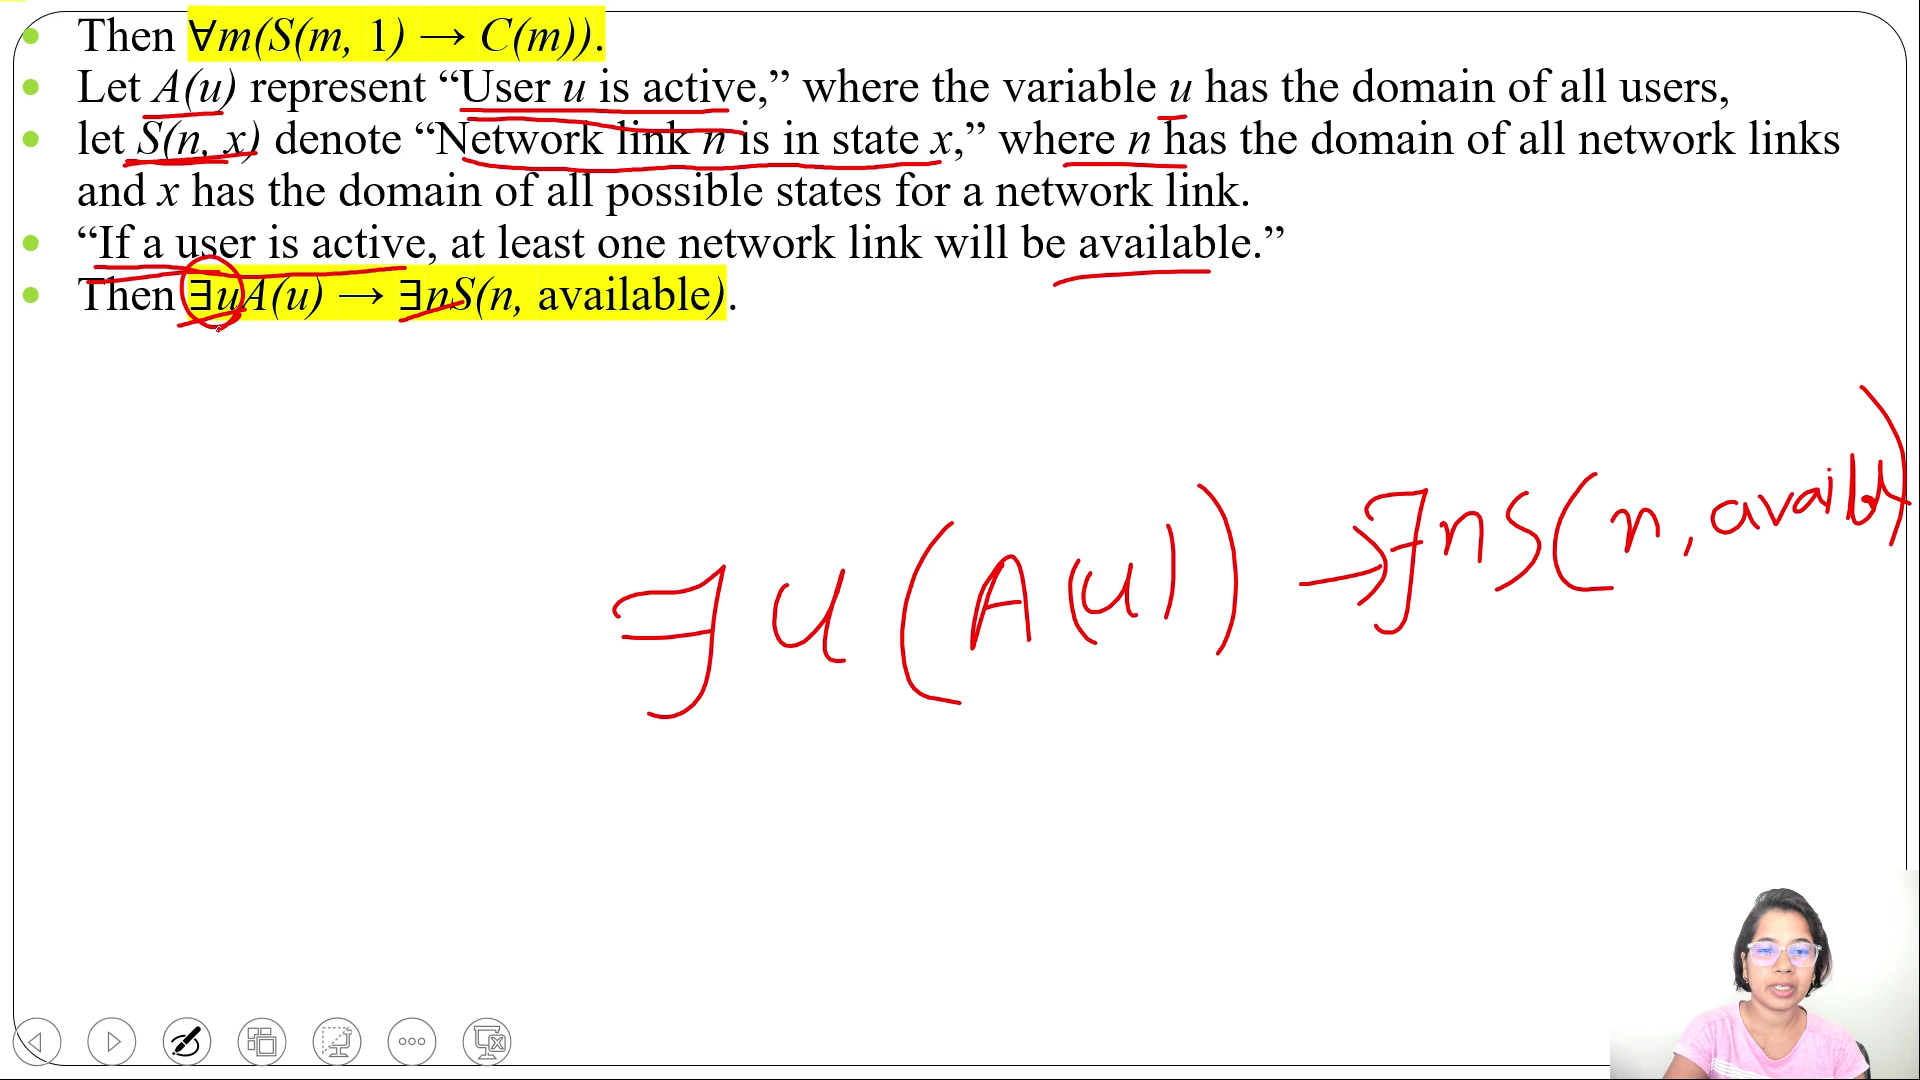 Then ∀m(S(m, 1) → C(m)).
Let A(u) represent “User u is active,” where the variable u has the domain of all users,
let S(n, x) denote “Network link n is in state x,” where n has the domain of all network links
and x has the domain of all possible states for a network link.
“If a user is active, at least one network link will be available.”
Then ∃uA(u) → ∃nS(n, available).
∃u(A(u)) → ∃nS(n, availbl)